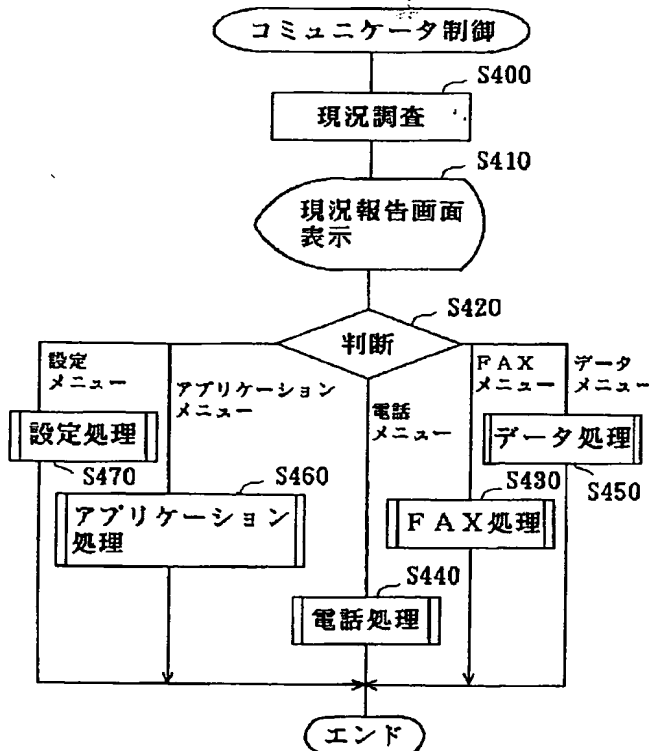 コミュニケータ制御
S400
現況調査
S410
現況報告画面
表示
S420
判断
設定
メニュー
アプリケーション
メニュー
電話
メニュー
ＦＡＸ
メニュー
データ
メニュー
設定処理
S470
データ処理
S450
S460
アプリケーション
処理
S430
ＦＡＸ処理
S440
電話処理
エンド